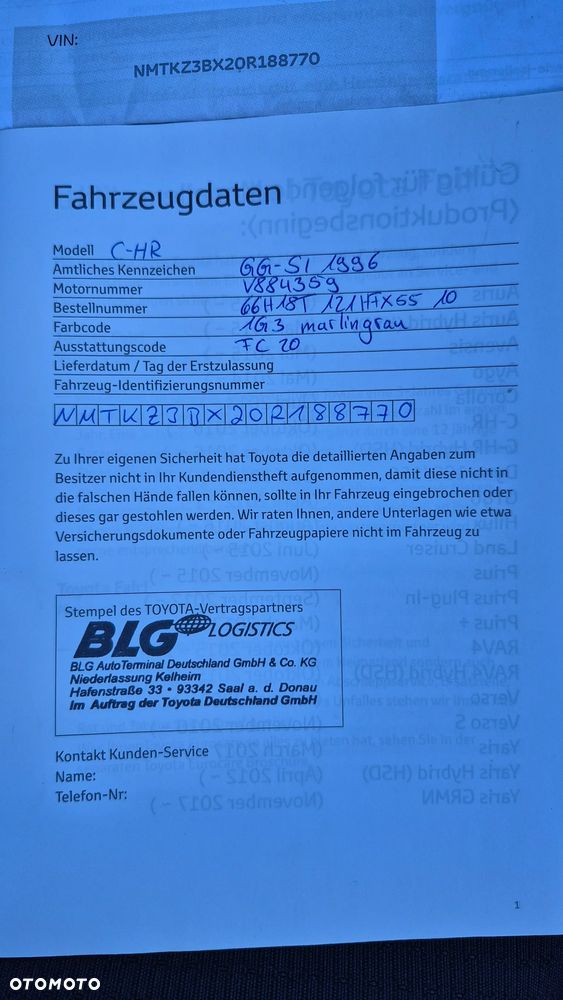 VIN:
NMTKZ3BX20R188770
Fahrzeugdaten
Modell C-HR
Amtliches Kennzeichen GG-SI 1996
Motornummer V884359
Bestellnummer 66H18T 121HFX65 10
Farbcode 1G3 marlingrau
Ausstattungscode FC 20
Lieferdatum / Tag der Erstzulassung
Fahrzeug-Identifizierungsnummer
NMTKZ3BX20R188770
Zu Ihrer eigenen Sicherheit hat Toyota die detaillierten Angaben zum
Besitzer nicht in Ihr Kundendienstheft aufgenommen, damit diese nicht in
die falschen Hände fallen können, sollte in Ihr Fahrzeug eingebrochen oder
dieses gar gestohlen werden. Wir raten Ihnen, andere Unterlagen wie etwa
Versicherungsdokumente oder Fahrzeugpapiere nicht im Fahrzeug zu
lassen.
Stempel des TOYOTA-Vertragspartners
BLG LOGISTICS
BLG AutoTerminal Deutschland GmbH & Co. KG
Niederlassung Kelheim
Hafenstraße 33 • 93342 Saal a. d. Donau
Im Auftrag der Toyota Deutschland GmbH
Kontakt Kunden-Service
Name:
Telefon-Nr:
1
OTOMOTO